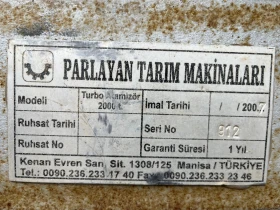 PARLAYAN TARIM MAKİNALARI
Modeli Turbo Atamizör 2000 L İmal Tarihi / / 200
Ruhsat Tarihi Seri No 912
Ruhsat No Garanti Süresi 1 Yıl
Kenan Evren San, Sit. 1308/125 Manisa / TÜRKİYE
Tel.: 0090.236.233 17 40 Fax: 0090.236.233 23 46